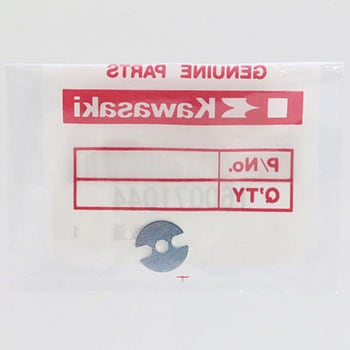 GENUINE PARTS
Kawasaki
P/No.
Q'TY